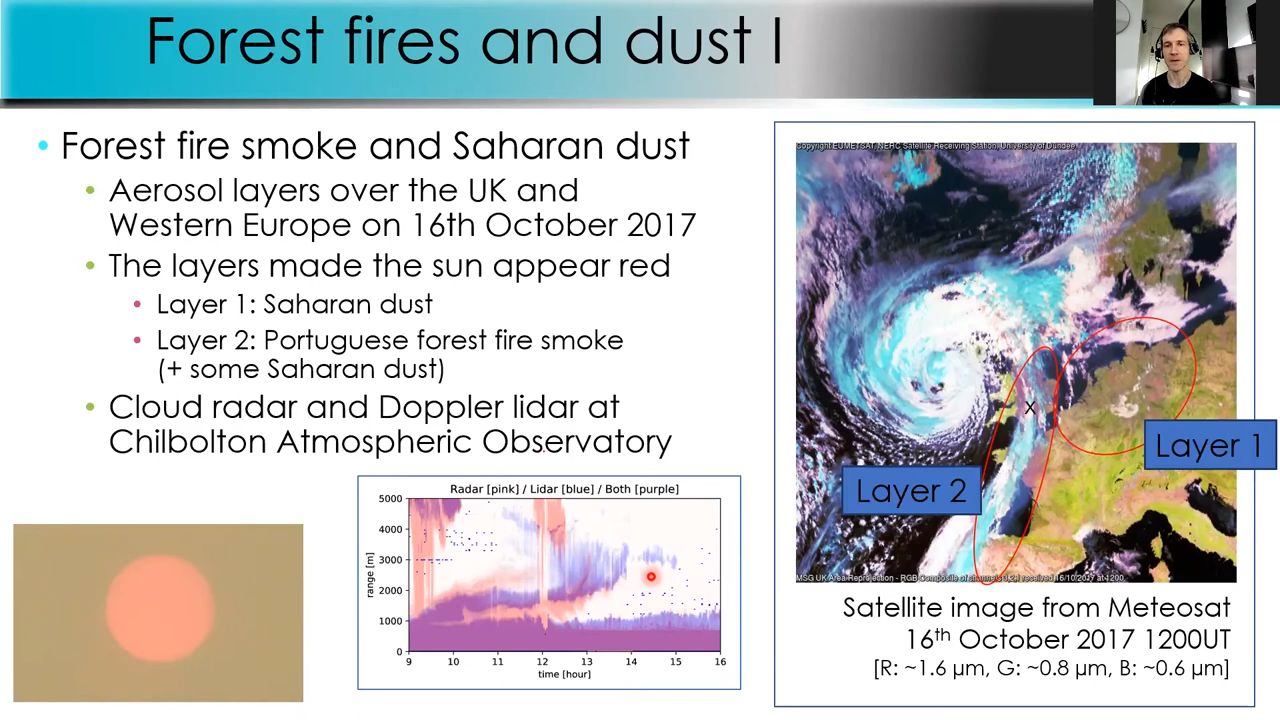 Forest fires and dust I
Forest fire smoke and Saharan dust
Aerosol layers over the UK and
Western Europe on 16th October 2017
The layers made the sun appear red
Layer 1: Saharan dust
Layer 2: Portuguese forest fire smoke
(+ some Saharan dust)
Cloud radar and Doppler lidar at
Chilbolton Atmospheric Observatory
Radar [pink] / Lidar [blue] / Both [purple]
5000
4000
3000
2000
1000
0
range [m]
9 10 11 12 13 14 15 16
time [hour]
Copyright EUMETSAT, NERC Satellite Receiving Station, University of Dundee
X
Layer 1
Layer 2
MSG UK Area Reprojection - RGB Composite of channels 3,2,1 received 16/10/2017 at 1200
Satellite image from Meteosat
16th October 2017 1200UT
[R: ~1.6 µm, G: ~0.8 µm, B: ~0.6 µm]